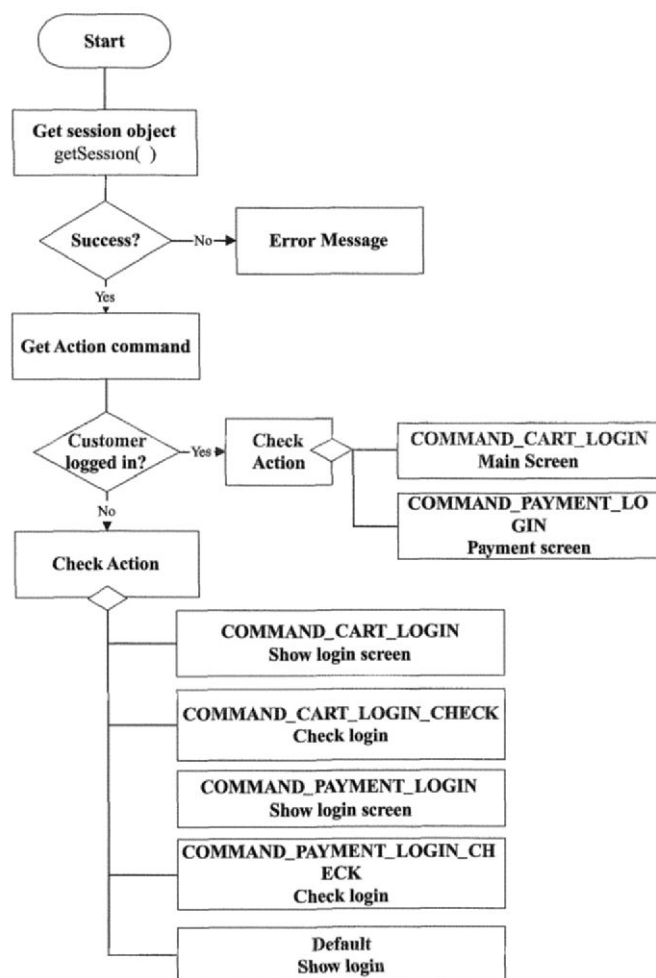 Start
Get session object
getSession( )
Success?
No
Error Message
Yes
Get Action command
Customer
logged in?
Yes
Check
Action
COMMAND_CART_LOGIN
Main Screen
COMMAND_PAYMENT_LO
GIN
Payment screen
No
Check Action
COMMAND_CART_LOGIN
Show login screen
COMMAND_CART_LOGIN_CHECK
Check login
COMMAND_PAYMENT_LOGIN
Show login screen
COMMAND_PAYMENT_LOGIN_CH
ECK
Check login
Default
Show login